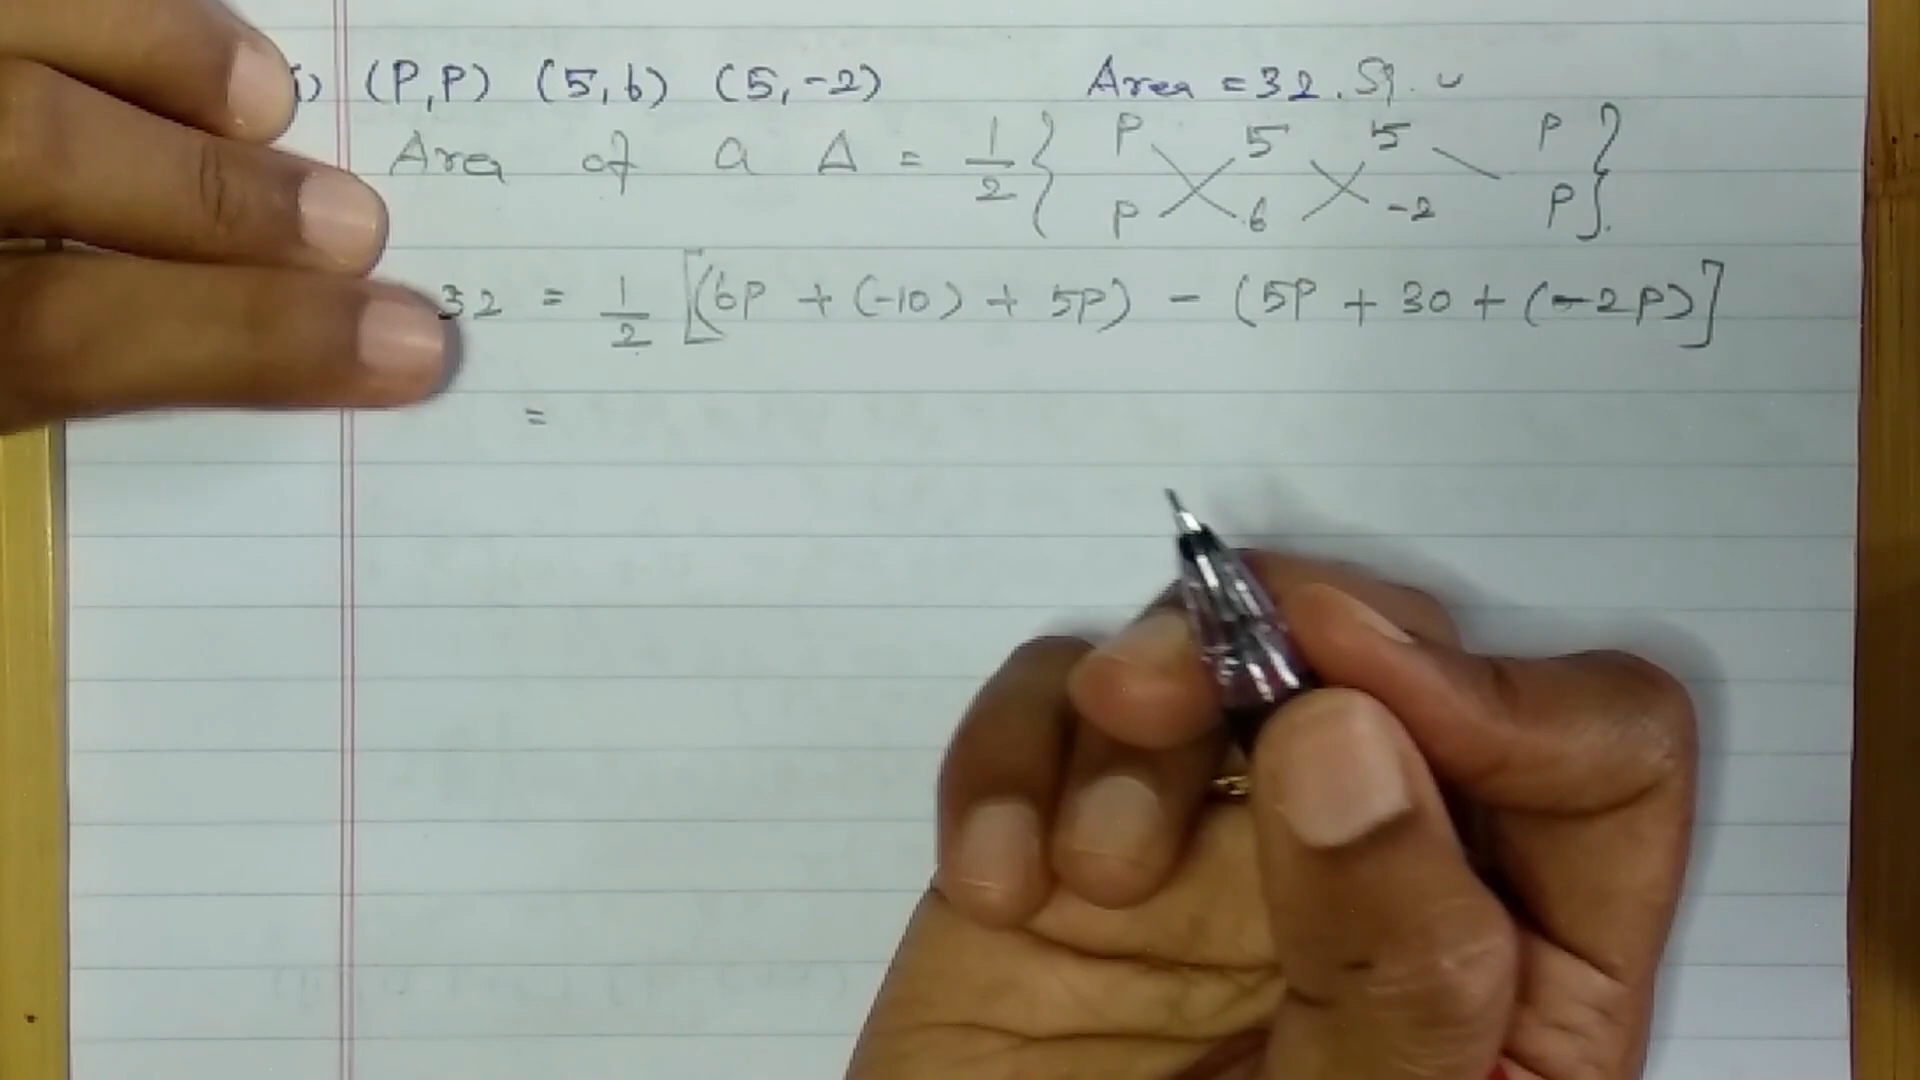 i) (P,P) (5,6) (5,-2) Area = 32. Sq. u
Area of a Δ = 1/2 { P 5 5 P
P 6 -2 P }
32 = 1/2 [(6P + (-10) + 5P) - (5P + 30 + (-2P)]
=